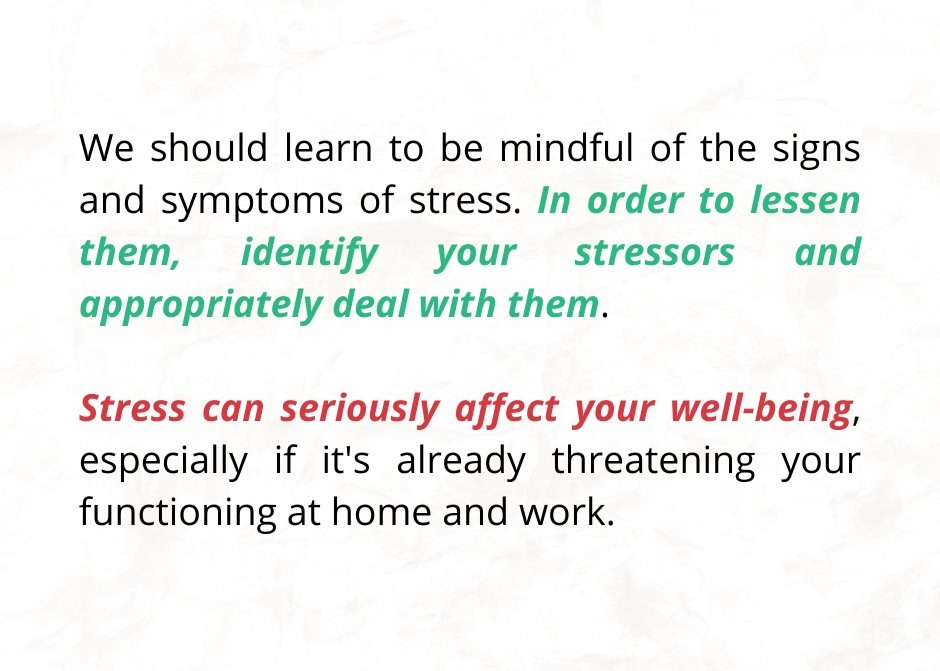 We should learn to be mindful of the signs
and symptoms of stress. In order to lessen
them, identify your stressors and
appropriately deal with them.
Stress can seriously affect your well-being,
especially if it's already threatening your
functioning at home and work.